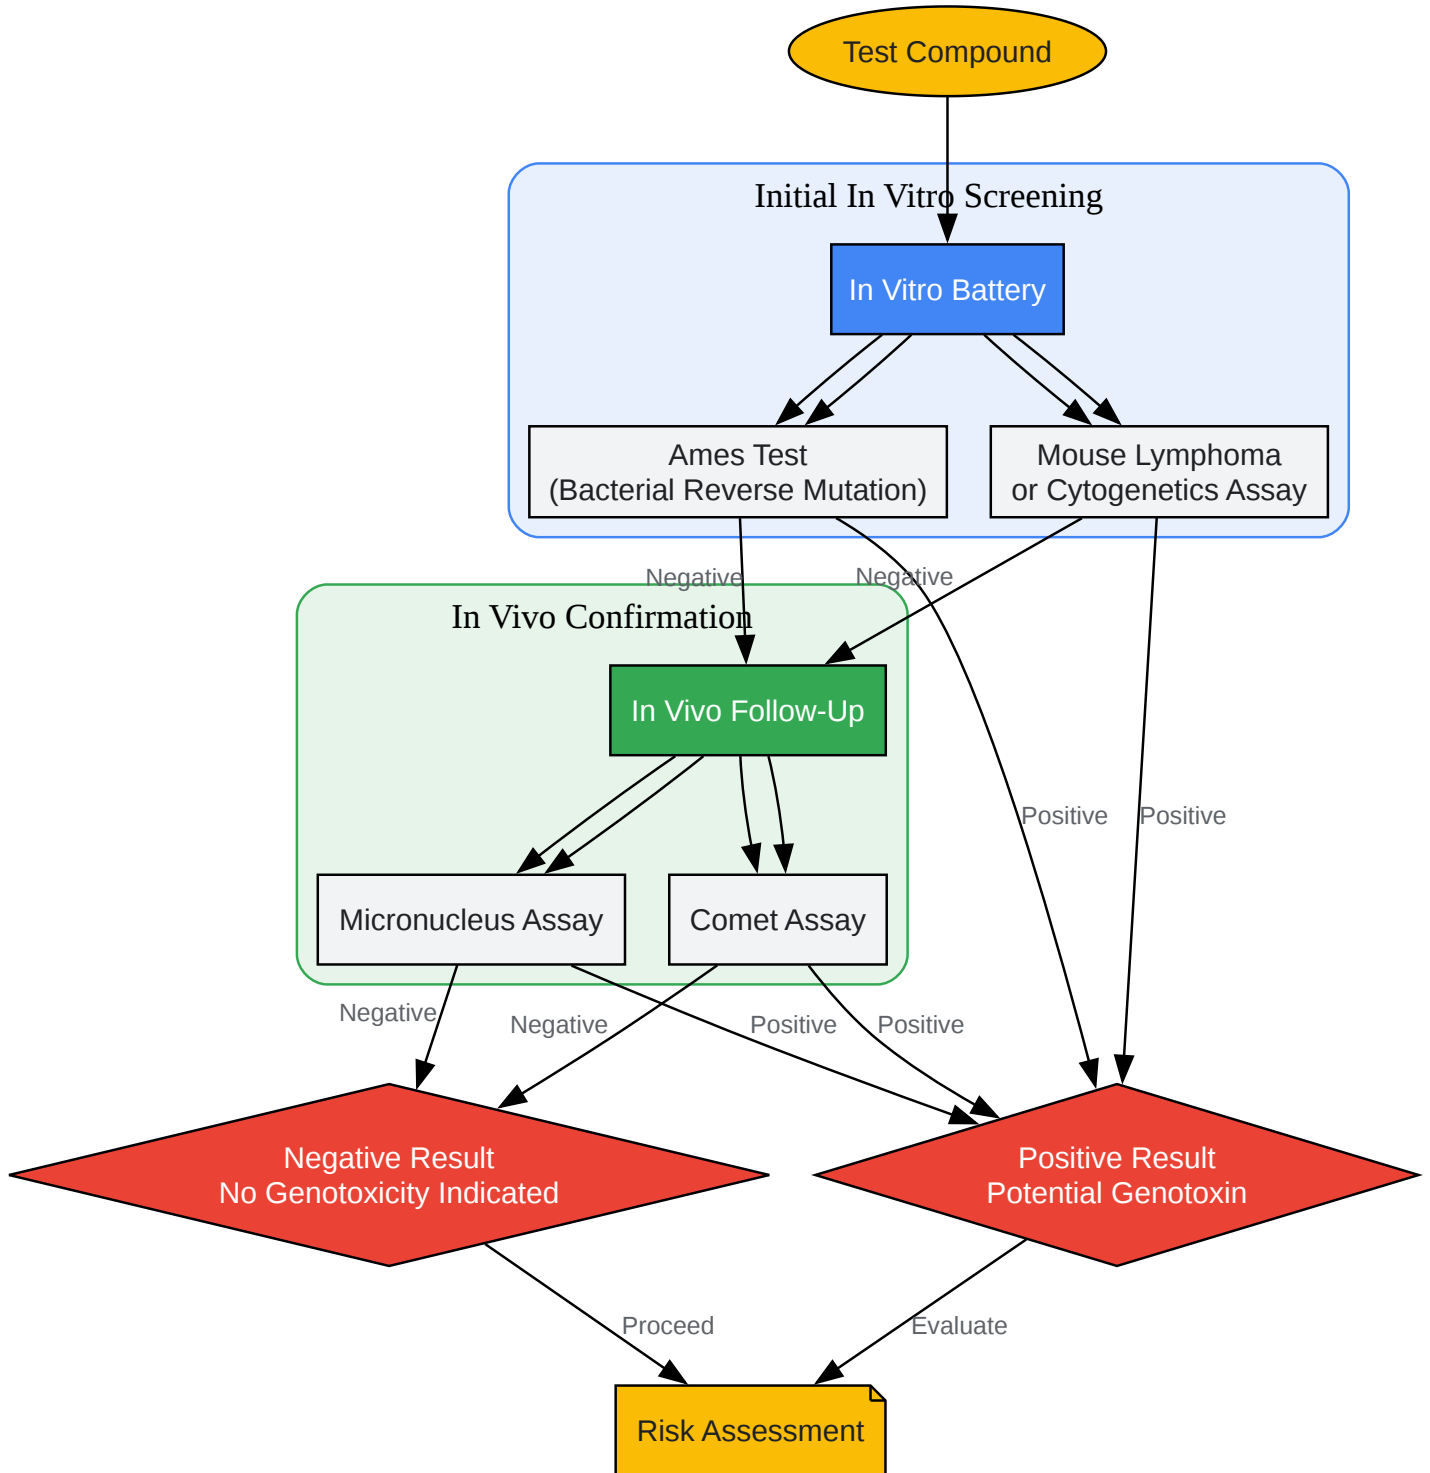 Test Compound
Initial In Vitro Screening
In Vitro Battery
Ames Test
(Bacterial Reverse Mutation)
Mouse Lymphoma
or Cytogenetics Assay
Negative
Negative
In Vivo Confirmation
In Vivo Follow-Up
Positive
Positive
Micronucleus Assay
Comet Assay
Negative
Negative
Positive
Positive
Negative Result
No Genotoxicity Indicated
Positive Result
Potential Genotoxin
Proceed
Evaluate
Risk Assessment